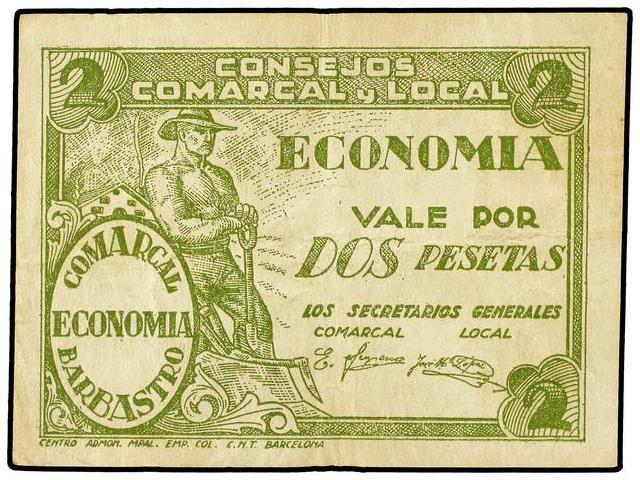 2
CONSEJOS
2
COMARCAL y LOCAL
ECONOMIA
VALE POR
DOS PESETAS
LOS SECRETARIOS GENERALES
COMARCAL LOCAL
COMARCAL
ECONOMIA
BARBASTRO
2
CENTRO ADMON. MPAL. EMP. COL. C.N.T. BARCELONA